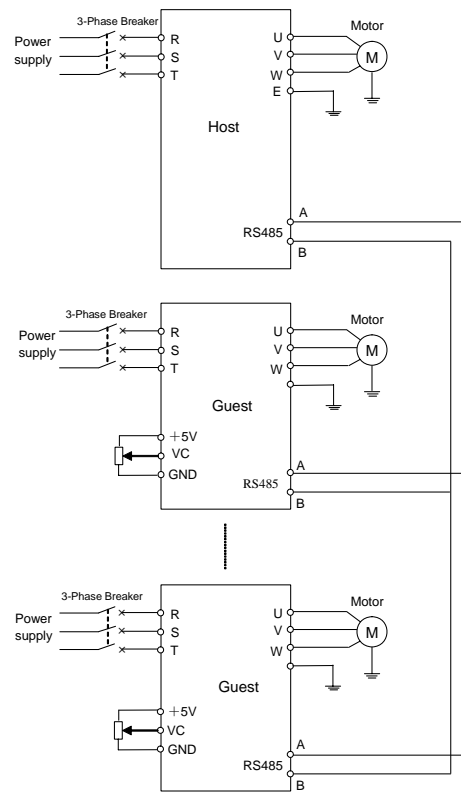 3-Phase Breaker
Motor
Power
supply
R
S
T
U
V
W
E
M
Host
A
RS485
B
3-Phase Breaker
Motor
Power
supply
R
S
T
U
V
W
M
Guest
+5V
VC
GND
A
RS485
B
3-Phase Breaker
Motor
Power
supply
R
S
T
U
V
W
M
Guest
+5V
VC
GND
A
RS485
B